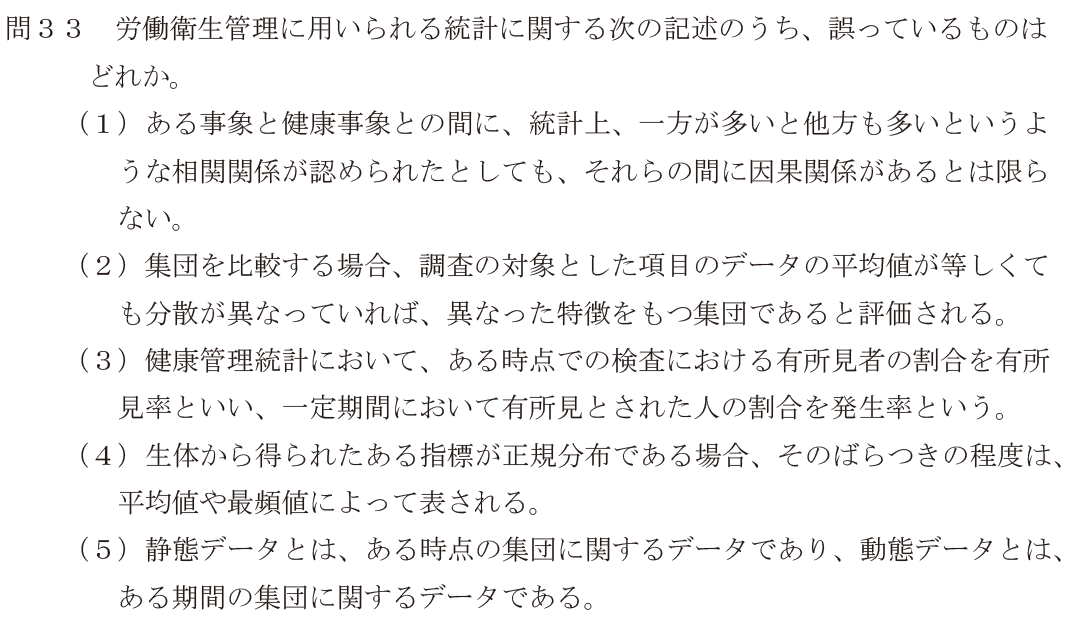 問３３　労働衛生管理に用いられる統計に関する次の記述のうち、誤っているものは
どれか。
（１）ある事象と健康事象との間に、統計上、一方が多いと他方も多いというよ
うな相関関係が認められたとしても、それらの間に因果関係があるとは限ら
ない。
（２）集団を比較する場合、調査の対象とした項目のデータの平均値が等しくて
も分散が異なっていれば、異なった特徴をもつ集団であると評価される。
（３）健康管理統計において、ある時点での検査における有所見者の割合を有所
見率といい、一定期間において有所見とされた人の割合を発生率という。
（４）生体から得られたある指標が正規分布である場合、そのばらつきの程度は、
平均値や最頻値によって表される。
（５）静態データとは、ある時点の集団に関するデータであり、動態データとは、
ある期間の集団に関するデータである。